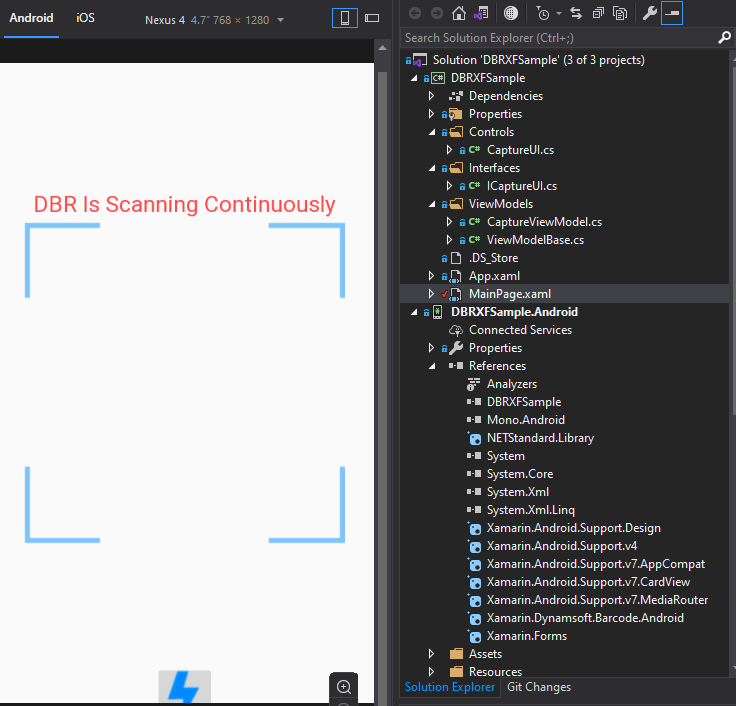 Android iOS Nexus 4 4.7" 768 × 1280
DBR Is Scanning Continuously
Search Solution Explorer (Ctrl+;)
Solution 'DBRXFSample' (3 of 3 projects)
C# DBRXFSample
Dependencies
Properties
Controls
C# CaptureUI.cs
Interfaces
C# ICaptureUI.cs
ViewModels
C# CaptureViewModel.cs
C# ViewModelBase.cs
.DS_Store
App.xaml
MainPage.xaml
DBRXFSample.Android
Connected Services
Properties
References
Analyzers
DBRXFSample
Mono.Android
NETStandard.Library
System
System.Core
System.Xml
System.Xml.Linq
Xamarin.Android.Support.Design
Xamarin.Android.Support.v4
Xamarin.Android.Support.v7.AppCompat
Xamarin.Android.Support.v7.CardView
Xamarin.Android.Support.v7.MediaRouter
Xamarin.Dynamsoft.Barcode.Android
Xamarin.Forms
Assets
Resources
Solution Explorer Git Changes